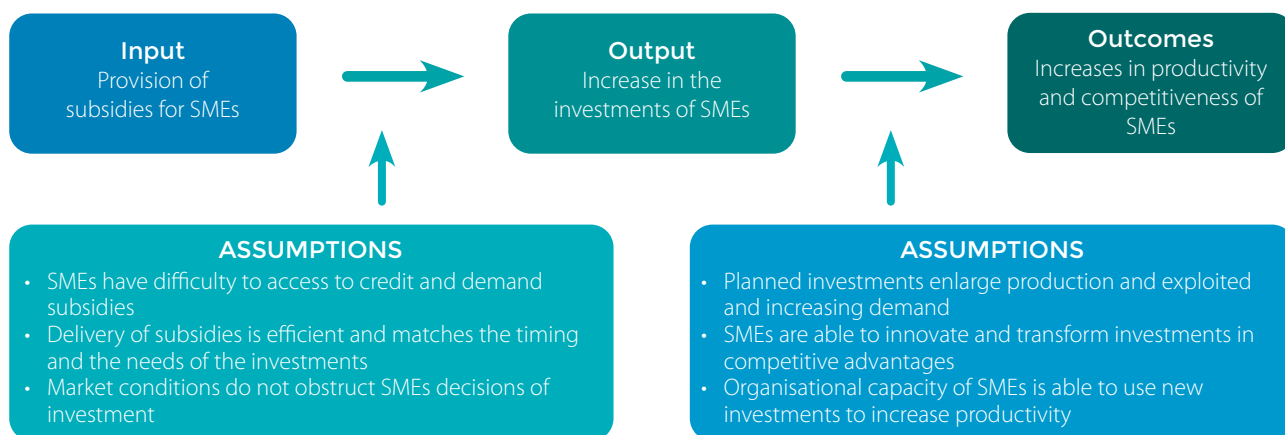 Input
Provision of
subsidies for SMEs
Output
Increase in the
investments of SMEs
Outcomes
Increases in productivity
and competitiveness of
SMEs
ASSUMPTIONS
• SMEs have difficulty to access to credit and demand
subsidies
• Delivery of subsidies is efficient and matches the timing
and the needs of the investments
• Market conditions do not obstruct SMEs decisions of
investment
ASSUMPTIONS
• Planned investments enlarge production and exploited
and increasing demand
• SMEs are able to innovate and transform investments in
competitive advantages
• Organisational capacity of SMEs is able to use new
investments to increase productivity